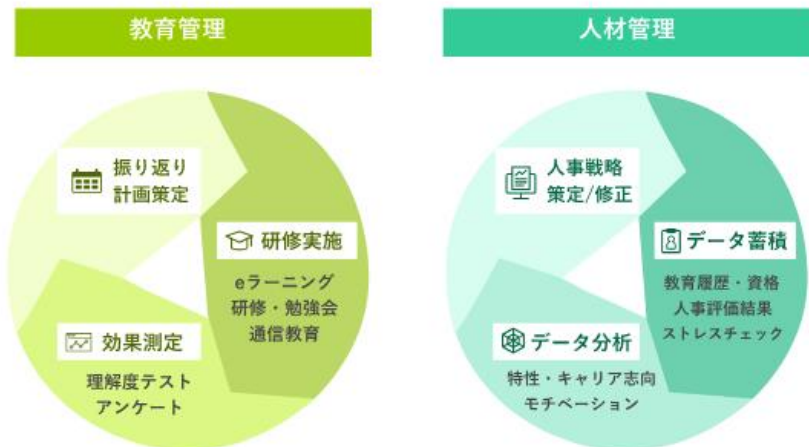 教育管理
振り返り
計画策定
研修実施
eラーニング
研修・勉強会
通信教育
効果測定
理解度テスト
アンケート
人材管理
人事戦略
策定/修正
データ蓄積
教育履歴・資格
人事評価結果
ストレスチェック
データ分析
特性・キャリア志向
モチベーション